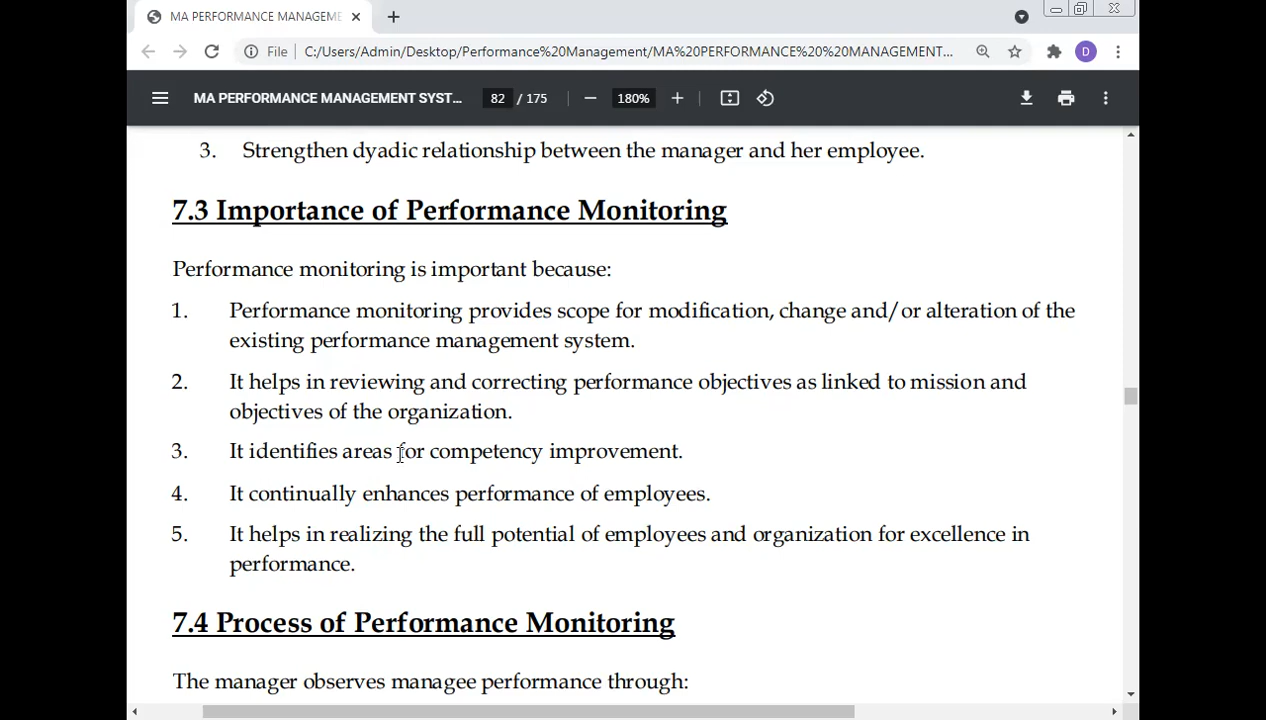 MA PERFORMANCE MANAGEME
File C:/Users/Admin/Desktop/Performance%20Management/MA%20PERFORMANCE%20%20MANAGEMENT... D
MA PERFORMANCE MANAGEMENT SYST... 82 / 175 180%
3. Strengthen dyadic relationship between the manager and her employee.
7.3 Importance of Performance Monitoring
Performance monitoring is important because:
1. Performance monitoring provides scope for modification, change and/or alteration of the
existing performance management system.
2. It helps in reviewing and correcting performance objectives as linked to mission and
objectives of the organization.
3. It identifies areas for competency improvement.
4. It continually enhances performance of employees.
5. It helps in realizing the full potential of employees and organization for excellence in
performance.
7.4 Process of Performance Monitoring
The manager observes managee performance through: